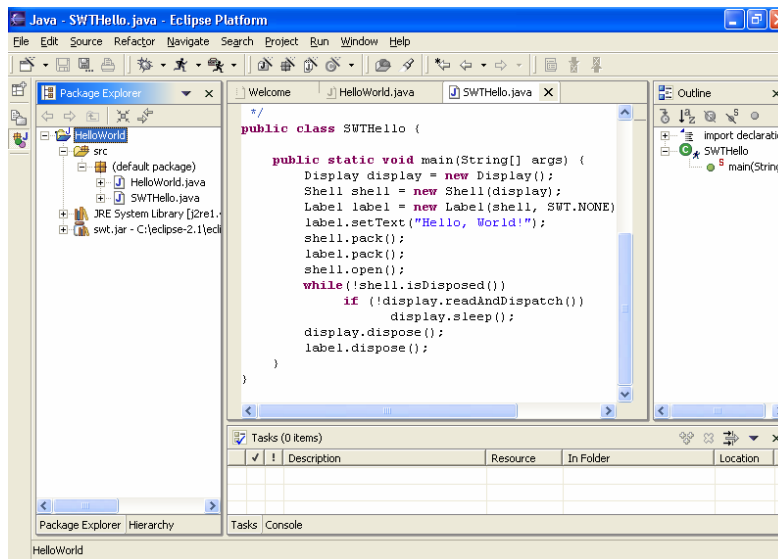 Java - SWTHello.java - Eclipse Platform
File Edit Source Refactor Navigate Search Project Run Window Help
Package Explorer
HelloWorld
src
(default package)
HelloWorld.java
SWTHello.java
JRE System Library [j2re1.
swt.jar - C:\eclipse-2.1\ecli
Package Explorer Hierarchy
Welcome HelloWorld.java SWTHello.java
*/
public class SWTHello {
public static void main(String[] args) {
Display display = new Display();
Shell shell = new Shell(display);
Label label = new Label(shell, SWT.NONE)
label.setText("Hello, World!");
shell.pack();
label.pack();
shell.open();
while(!shell.isDisposed())
if (!display.readAndDispatch())
display.sleep();
display.dispose();
label.dispose();
}
}
Outline
import declarati
SWTHello
main(String
Tasks (0 items)
! Description Resource In Folder Location
Tasks Console
HelloWorld